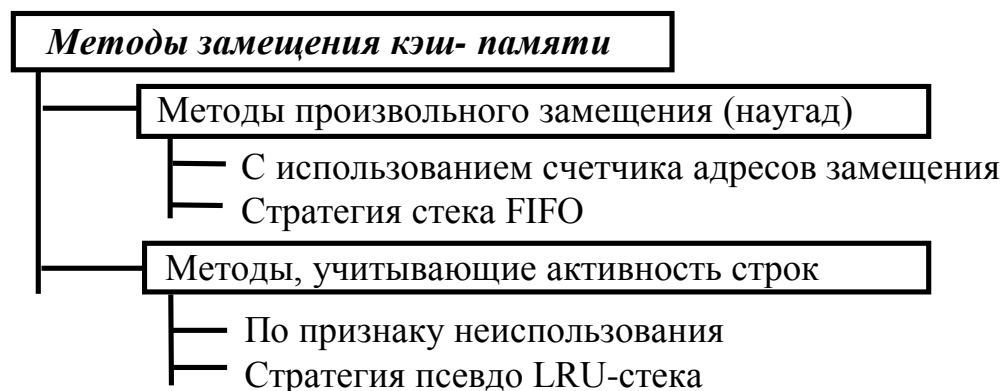 Методы замещения кэш- памяти
Методы произвольного замещения (наугад)
С использованием счетчика адресов замещения
Стратегия стека FIFO
Методы, учитывающие активность строк
По признаку неиспользования
Стратегия псевдо LRU-стека